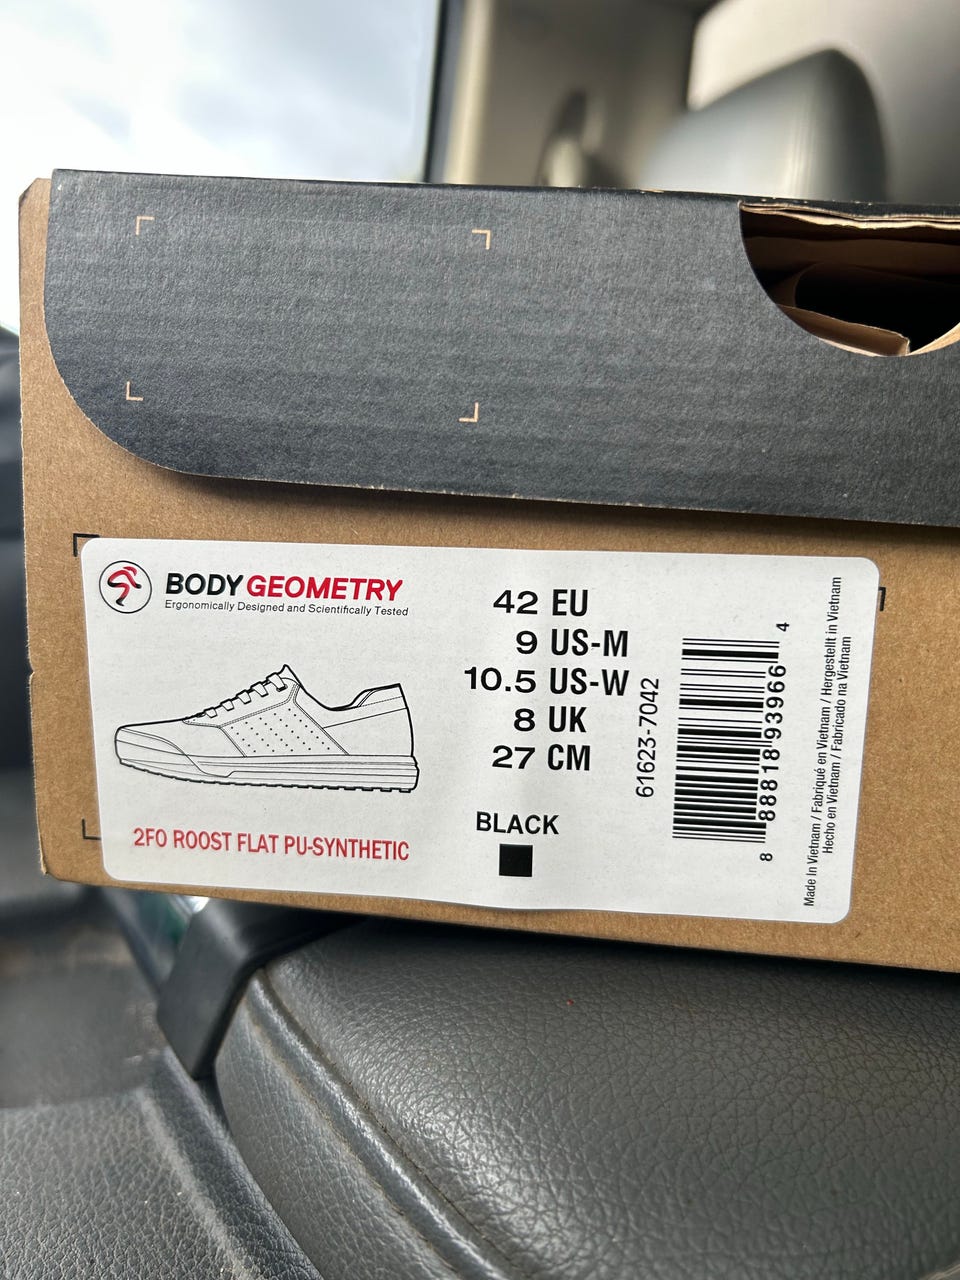 BODY GEOMETRY
Ergonomically Designed and Scientifically Tested
42 EU
9 US-M
10.5 US-W
8 UK
27 CM
BLACK
2FO ROOST FLAT PU-SYNTHETIC
61623-7042
8 88818 93966 4
Made In Vietnam / Fabriqué en Vietnam / Hergestellt in Vietnam
Hecho en Vietnam / Fabricado na Vietnam